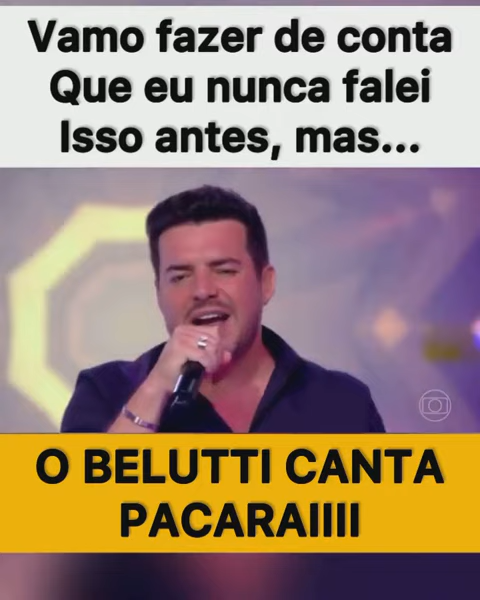 Vamo fazer de conta
Que eu nunca falei
Isso antes, mas...
O BELUTTI CANTA
PACARAIIII